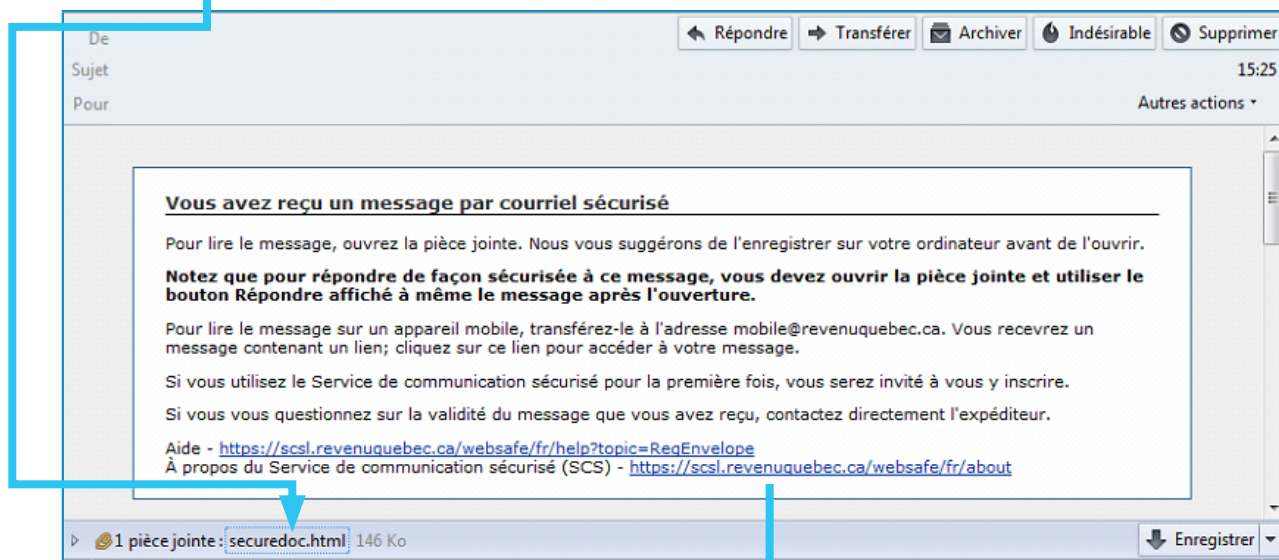 De
Répondre
Transférer
Archiver
Indésirable
Supprimer
Sujet
15:25
Pour
Autres actions
Vous avez reçu un message par courriel sécurisé
Pour lire le message, ouvrez la pièce jointe. Nous vous suggérons de l'enregistrer sur votre ordinateur avant de l'ouvrir.
Notez que pour répondre de façon sécurisée à ce message, vous devez ouvrir la pièce jointe et utiliser le
bouton Répondre affiché à même le message après l'ouverture.
Pour lire le message sur un appareil mobile, transférez-le à l'adresse mobile@revenuquebec.ca. Vous recevrez un
message contenant un lien; cliquez sur ce lien pour accéder à votre message.
Si vous utilisez le Service de communication sécurisé pour la première fois, vous serez invité à vous y inscrire.
Si vous vous questionnez sur la validité du message que vous avez reçu, contactez directement l'expéditeur.
Aide - https://scsl.revenuquebec.ca/websafe/fr/help?topic=RegEnvelope
À propos du Service de communication sécurisé (SCS) - https://scsl.revenuquebec.ca/websafe/fr/about
1 pièce jointe : securedoc.html 146 Ko
Enregistrer